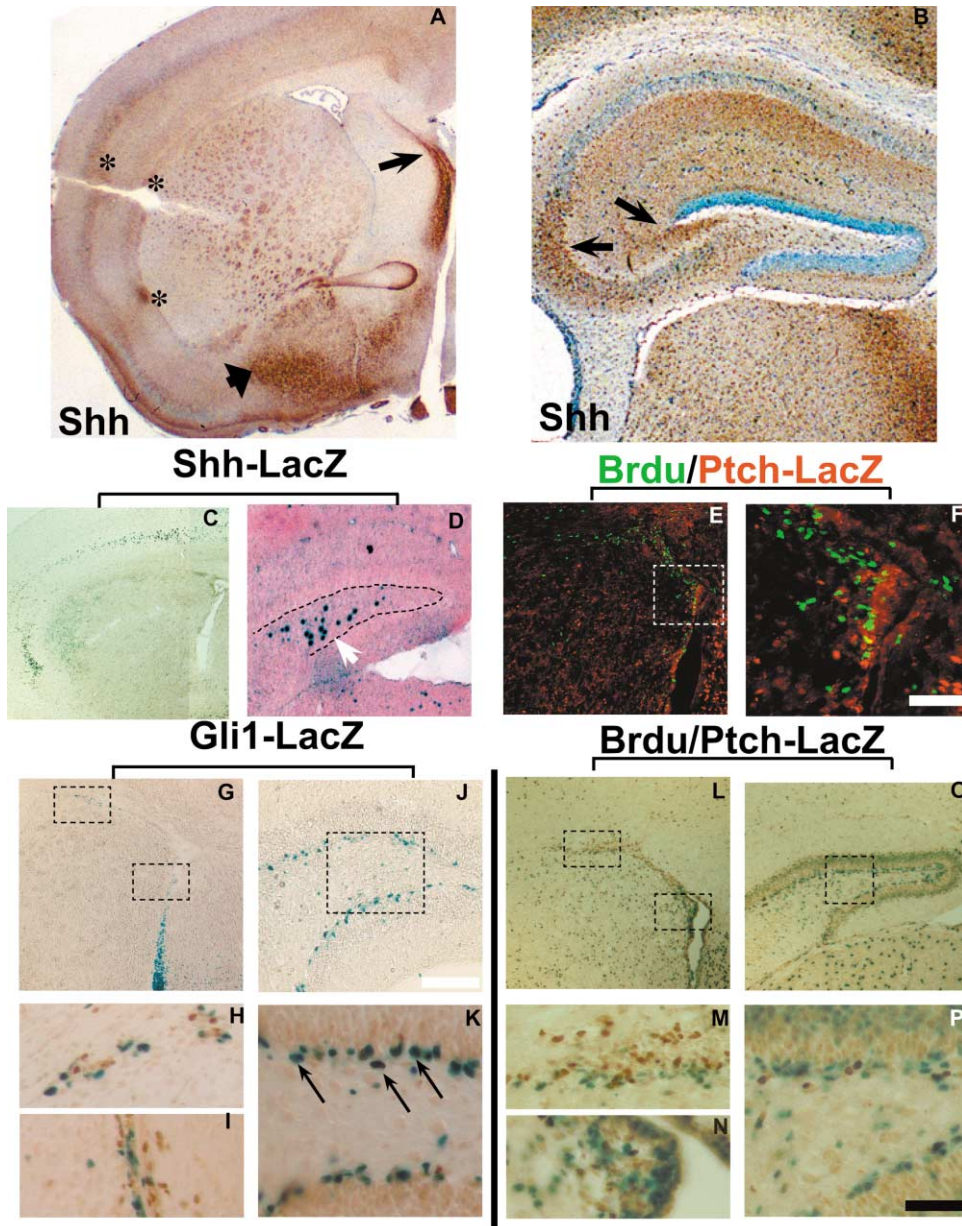 A
B
*
*
*
Shh
Shh
Shh-LacZ
Brdu/Ptch-LacZ
C
D
E
F
Gli1-LacZ
Brdu/Ptch-LacZ
G
J
L
O
H
K
M
P
I
N